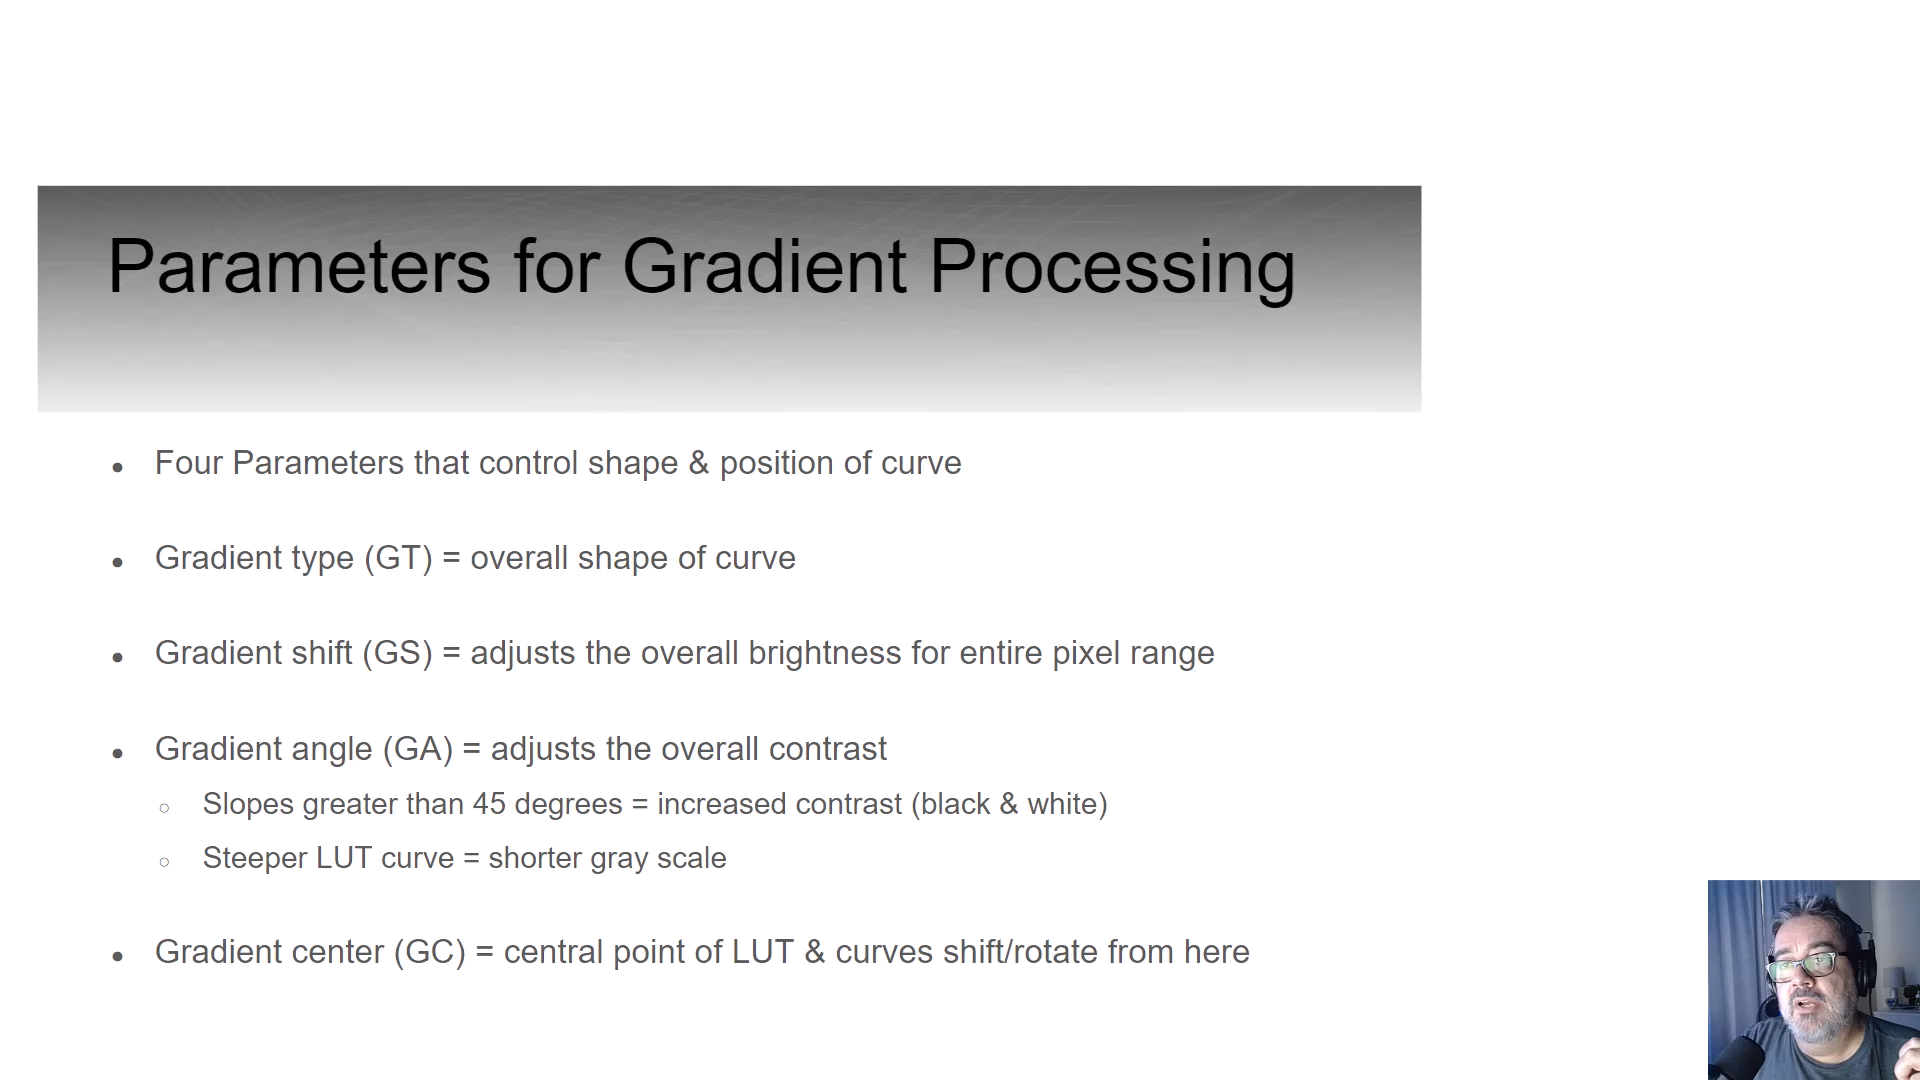 Parameters for Gradient Processing
• Four Parameters that control shape & position of curve
• Gradient type (GT) = overall shape of curve
• Gradient shift (GS) = adjusts the overall brightness for entire pixel range
• Gradient angle (GA) = adjusts the overall contrast
○ Slopes greater than 45 degrees = increased contrast (black & white)
○ Steeper LUT curve = shorter gray scale
• Gradient center (GC) = central point of LUT & curves shift/rotate from here